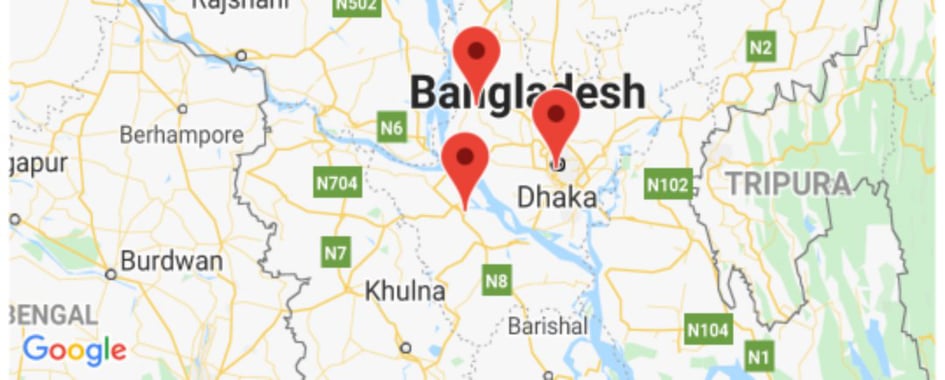 Rajshahi
N502
N2
Bangladesh
N6
Berhampore
gapur
N704
N102
TRIPURA
Dhaka
Burdwan
N7
N8
Khulna
BENGAL
Barishal
N104
Google
N1